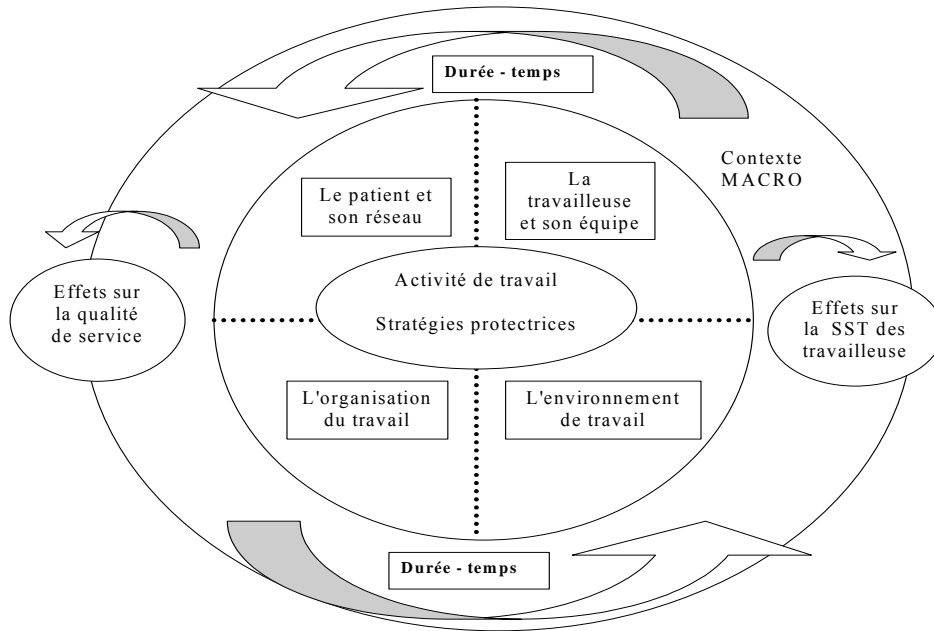 Durée - temps
Contexte
MACRO
Le patient et
son réseau
La
travailleuse
et son équipe
Activité de travail
Stratégies protectrices
Effets sur
la qualité
de service
Effets sur
la SST des
travailleuse
L'organisation
du travail
L'environnement
de travail
Durée - temps